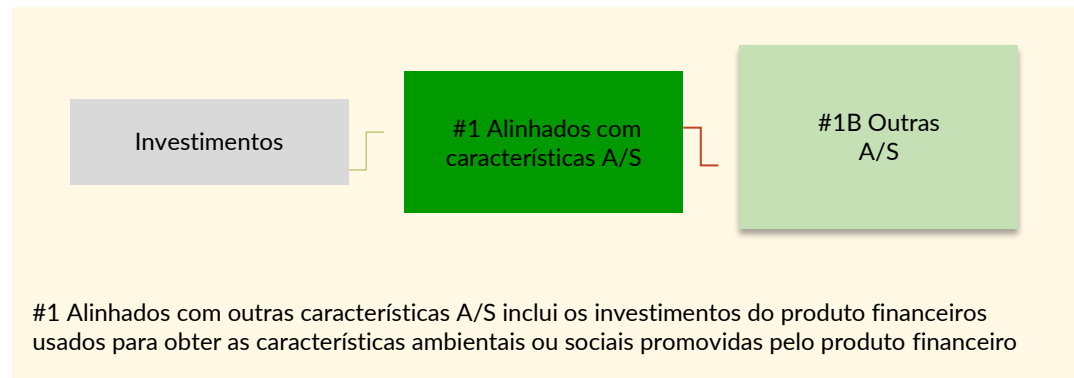 Investimentos
#1 Alinhados com
características A/S
#1B Outras
A/S
#1 Alinhados com outras características A/S inclui os investimentos do produto financeiros
usados para obter as características ambientais ou sociais promovidas pelo produto financeiro